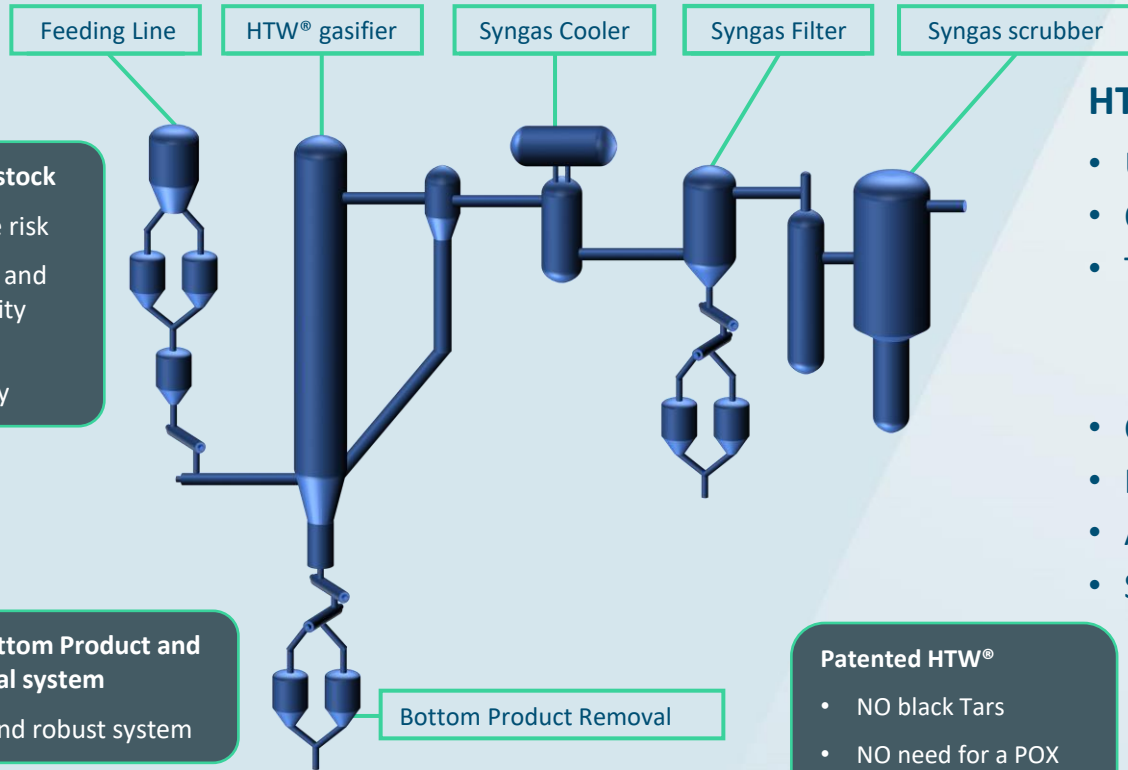 Feeding Line
HTW® gasifier
Syngas Cooler
Syngas Filter
Syngas scrubber
stock
risk
and
Bottom Product Removal
ttom Product and
al system
nd robust system
HT
Patented HTW®
• NO black Tars
• NO need for a POX